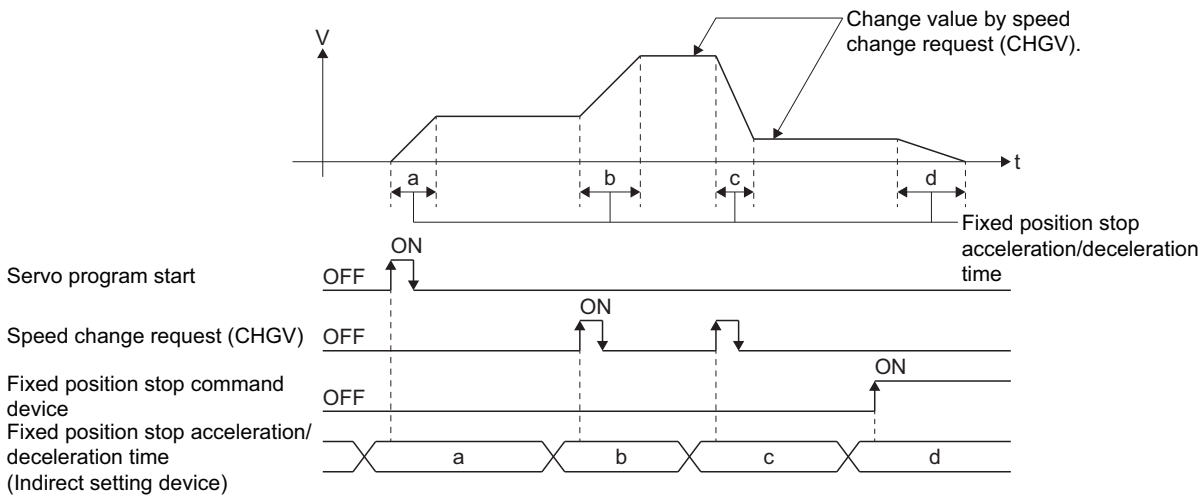 Change value by speed
change request (CHGV).
V
t
a
b
c
d
Fixed position stop
acceleration/deceleration
time
ON
Servo program start
OFF
ON
Speed change request (CHGV)
OFF
ON
Fixed position stop command
device
OFF
Fixed position stop acceleration/
deceleration time
(Indirect setting device)
a
b
c
d